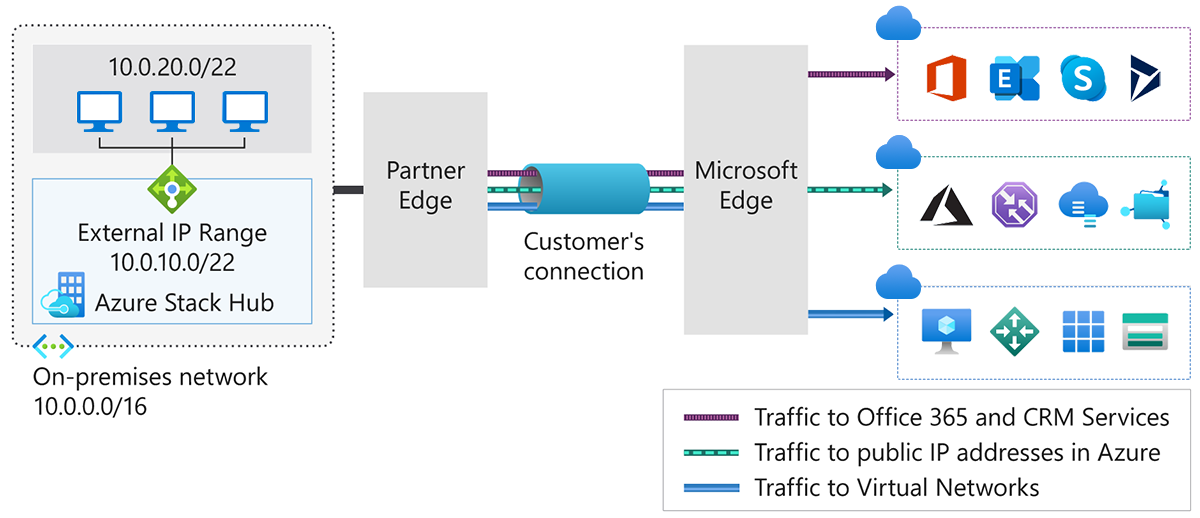 10.0.20.0/22
External IP Range
10.0.10.0/22
Azure Stack Hub
On-premises network
10.0.0.0/16
Partner
Edge
Customer's
connection
Microsoft
Edge
E
S
Traffic to Office 365 and CRM Services
Traffic to public IP addresses in Azure
Traffic to Virtual Networks